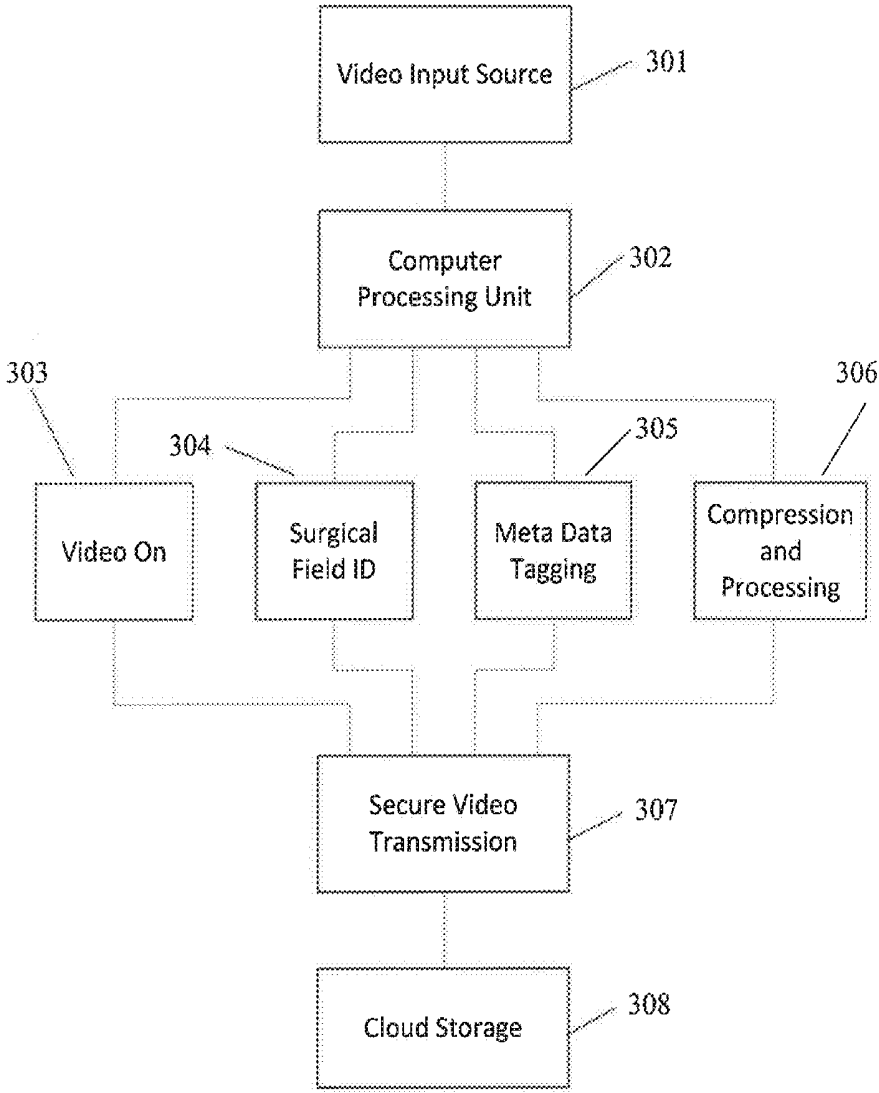 Video Input Source
301
Computer
Processing Unit
302
303
304
305
306
Video On
Surgical
Field ID
Meta Data
Tagging
Compression
and
Processing
Secure Video
Transmission
307
Cloud Storage
308